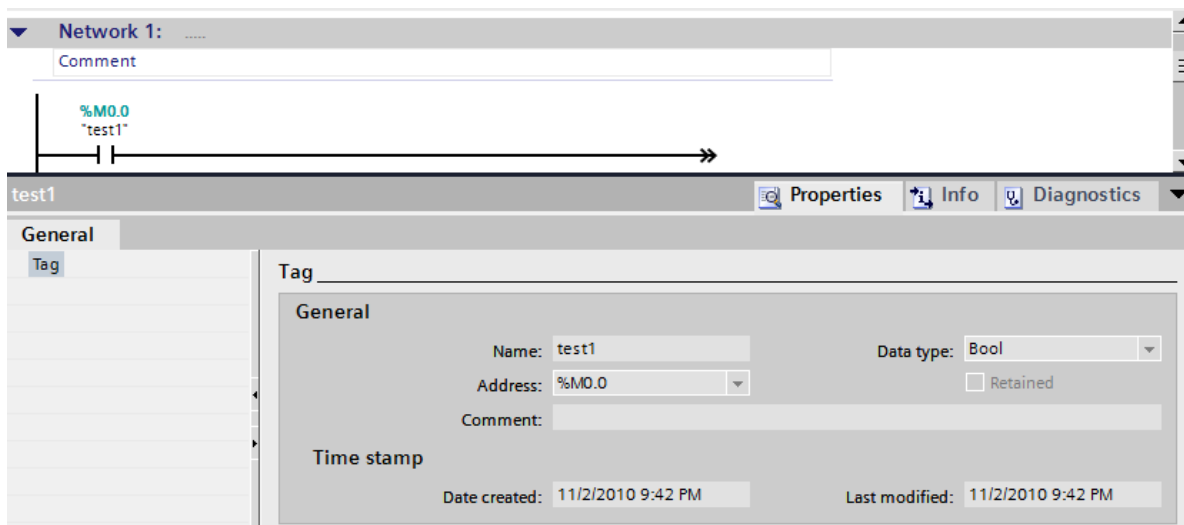 Network 1: .....
Comment
%M0.0
"test1"
test1 Properties Info Diagnostics
General
Tag
Tag
General
Name: test1 Data type: Bool
Address: %M0.0 Retained
Comment:
Time stamp
Date created: 11/2/2010 9:42 PM Last modified: 11/2/2010 9:42 PM